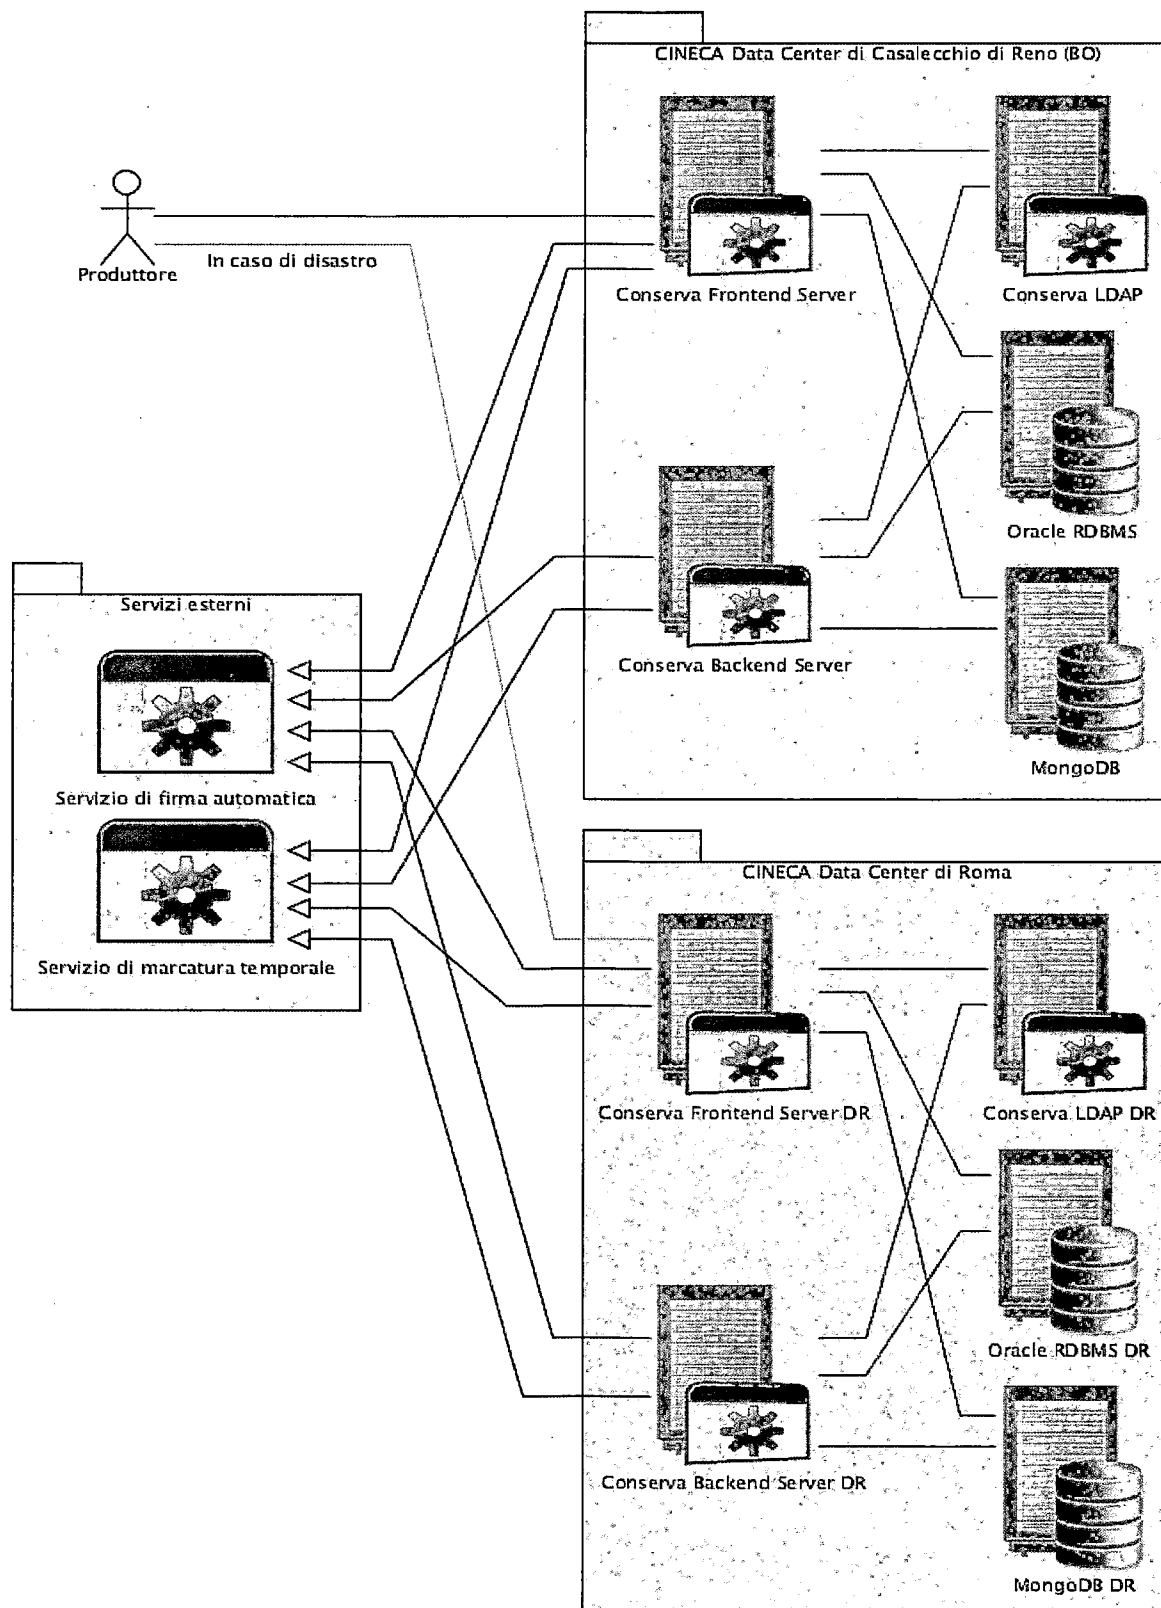 CINECA Data Center di Casalecchio di Reno (BO)
Produttore
In caso di disastro
Conserva Frontend Server
Conserva LDAP
Oracle RDBMS
Conserva Backend Server
MongoDB
Servizi esterni
Servizio di firma automatica
Servizio di marcatura temporale
CINECA Data Center di Roma
Conserva Frontend Server DR
Conserva LDAP DR
Oracle RDBMS DR
Conserva Backend Server DR
MongoDB DR